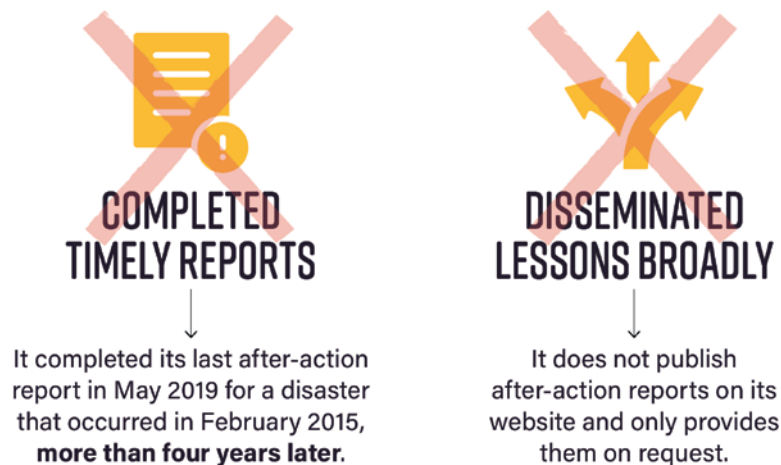 COMPLETED
TIMELY REPORTS
It completed its last after-action
report in May 2019 for a disaster
that occurred in February 2015,
more than four years later.
DISSEMINATED
LESSONS BROADLY
It does not publish
after-action reports on its
website and only provides
them on request.